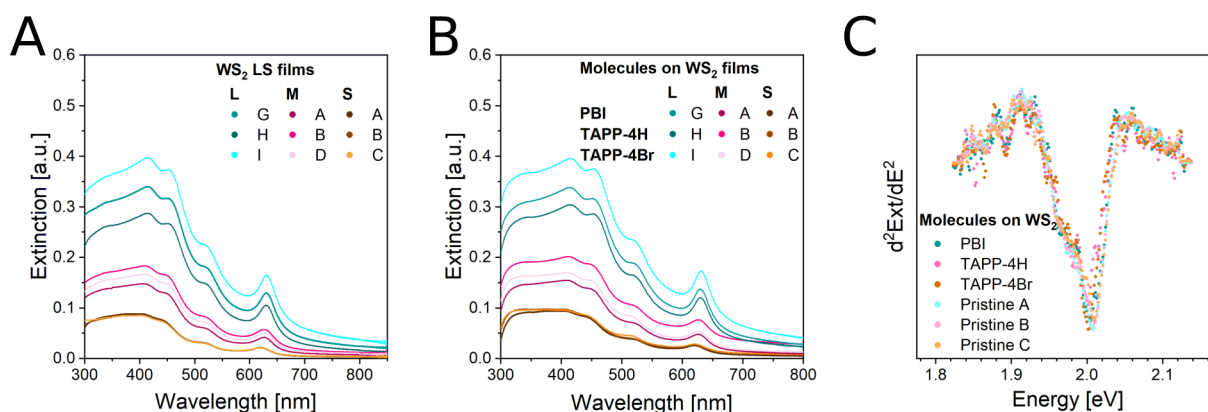 A
0.6
0.5
0.4
0.3
0.2
0.1
0.0
Extinction [a.u.]
WS2 LS films
L M S
G A A
H B B
I D C
300 400 500 600 700 800
Wavelength [nm]
B
0.6
0.5
0.4
0.3
0.2
0.1
0.0
Extinction [a.u.]
Molecules on WS2 films
L M S
PBI G A A
TAPP-4H H B B
TAPP-4Br I D C
300 400 500 600 700 800
Wavelength [nm]
C
d2Ext/dE2
Molecules on WS2
PBI
TAPP-4H
TAPP-4Br
Pristine A
Pristine B
Pristine C
1.8 1.9 2.0 2.1
Energy [eV]